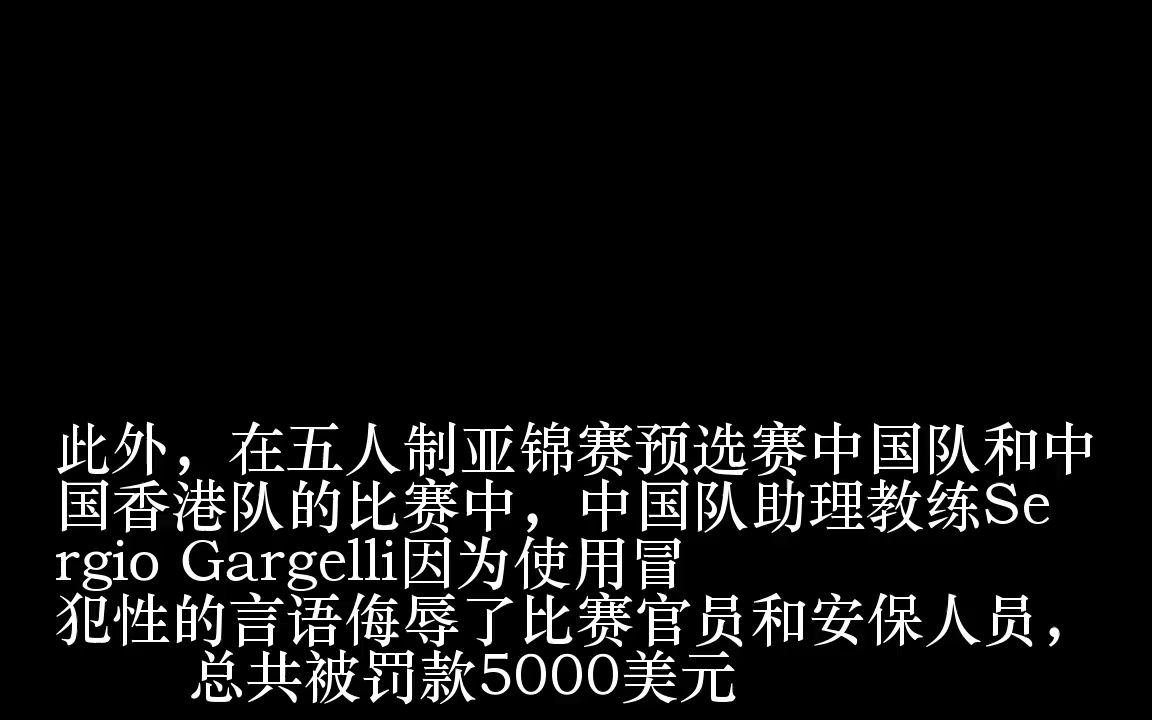 此外，在五人制亚锦赛预选赛中国队和中
国香港队的比赛中，中国队助理教练Se
rgio Gargelli因为使用冒
犯性的言语侮辱了比赛官员和安保人员，
总共被罚款5000美元